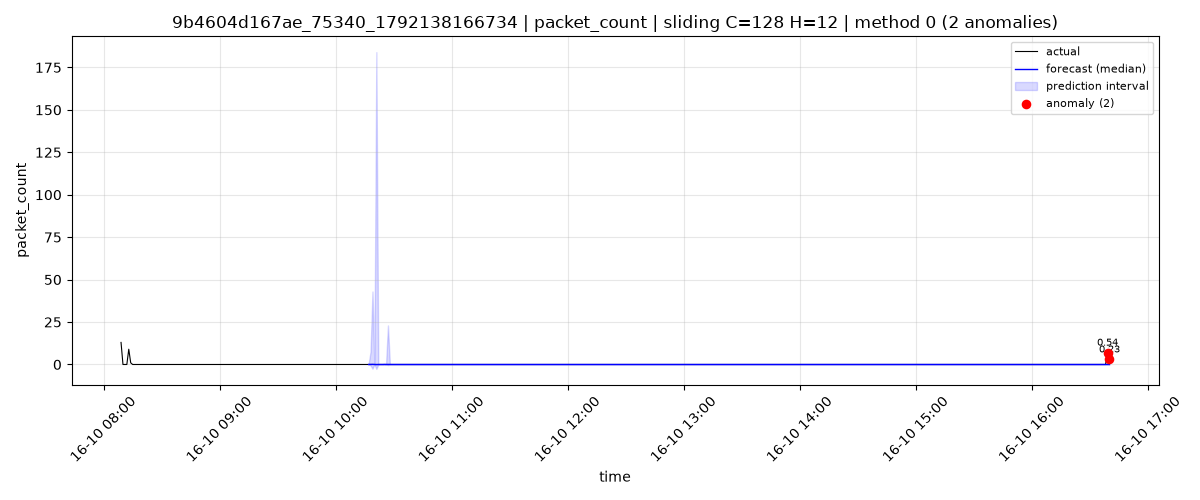 9b4604d167ae_75340_1792138166734 | packet_count | sliding C=128 H=12 | method 0 (2 anomalies)
actual
forecast (median)
prediction interval
anomaly (2)
packet_count
175
150
125
100
75
50
25
0
0.54
16-10 08:00
16-10 09:00
16-10 10:00
16-10 11:00
16-10 12:00
16-10 13:00
16-10 14:00
16-10 15:00
16-10 16:00
16-10 17:00
time